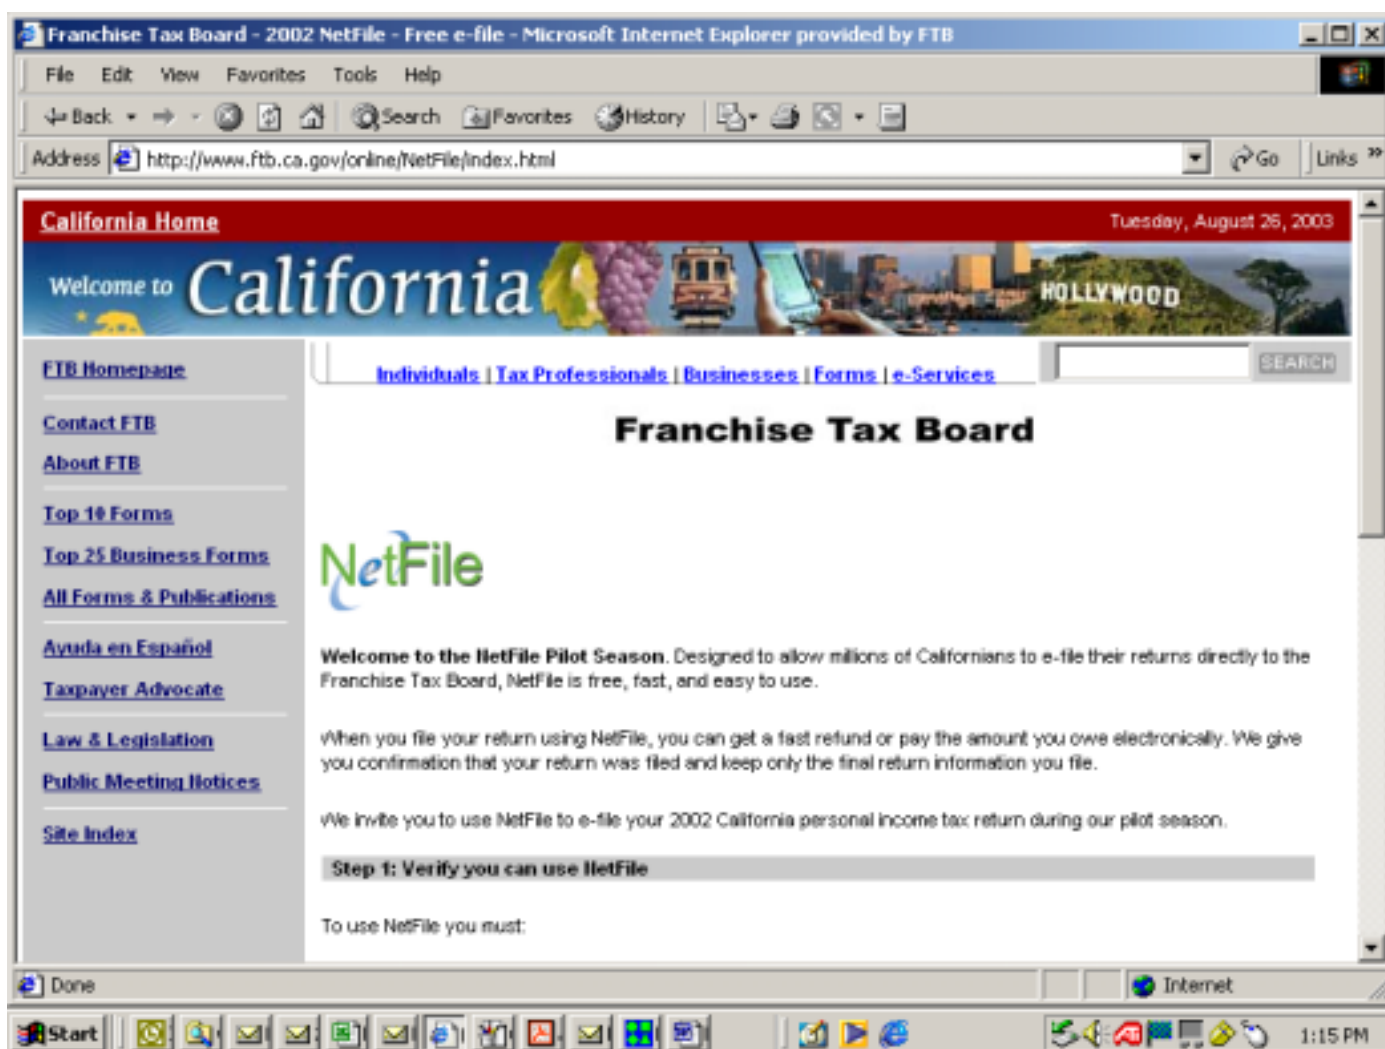 Franchise Tax Board - 2002 NetFile - Free e-file - Microsoft Internet Explorer provided by FTB
File Edit View Favorites Tools Help
Back Search Favorites History
Address http://www.ftb.ca.gov/online/NetFile/index.html Go Links »
California Home Tuesday, August 26, 2003
Welcome to California HOLLYWOOD
FTB Homepage
Contact FTB
About FTB
Top 10 Forms
Top 25 Business Forms
All Forms & Publications
Ayuda en Español
Taxpayer Advocate
Law & Legislation
Public Meeting Notices
Site Index
Individuals | Tax Professionals | Businesses | Forms | e-Services SEARCH
Franchise Tax Board
NetFile
Welcome to the NetFile Pilot Season. Designed to allow millions of Californians to e-file their returns directly to the
Franchise Tax Board, NetFile is free, fast, and easy to use.
When you file your return using NetFile, you can get a fast refund or pay the amount you owe electronically. We give
you confirmation that your return was filed and keep only the final return information you file.
We invite you to use NetFile to e-file your 2002 California personal income tax return during our pilot season.
Step 1: Verify you can use NetFile
To use NetFile you must:
Done Internet
Start 1:15 PM